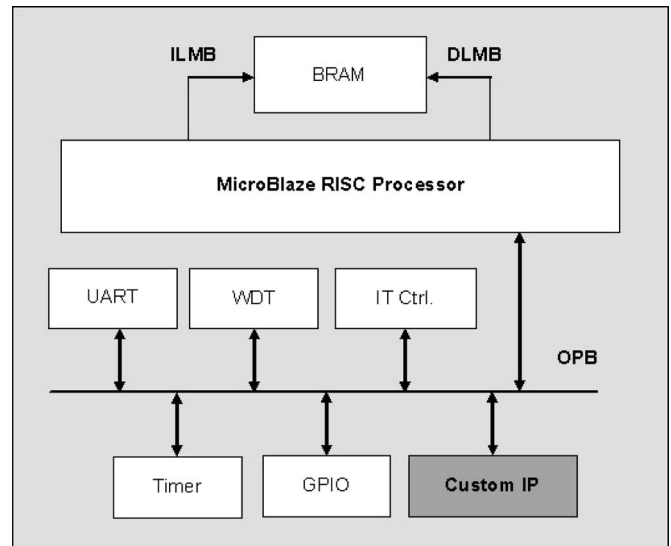 ILMB
BRAM
DLMB
MicroBlaze RISC Processor
UART
WDT
IT Ctrl.
OPB
Timer
GPIO
Custom IP